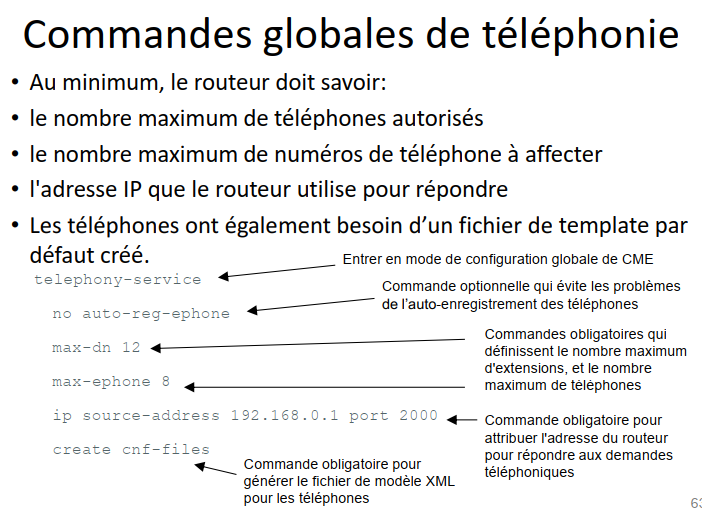 Commandes globales de téléphonie
• Au minimum, le routeur doit savoir:
• le nombre maximum de téléphones autorisés
• le nombre maximum de numéros de téléphone à affecter
• l'adresse IP que le routeur utilise pour répondre
• Les téléphones ont également besoin d’un fichier de template par
défaut créé.
Entrer en mode de configuration globale de CME
telephony-service
Commande optionnelle qui évite les problèmes
de l’auto-enregistrement des téléphones
no auto-reg-ephone
Commandes obligatoires qui
définissent le nombre maximum
d'extensions, et le nombre
maximum de téléphones
max-dn 12
max-ephone 8
ip source-address 192.168.0.1 port 2000
Commande obligatoire pour
attribuer l'adresse du routeur
pour répondre aux demandes
téléphoniques
create cnf-files
Commande obligatoire pour
générer le fichier de modèle XML
pour les téléphones